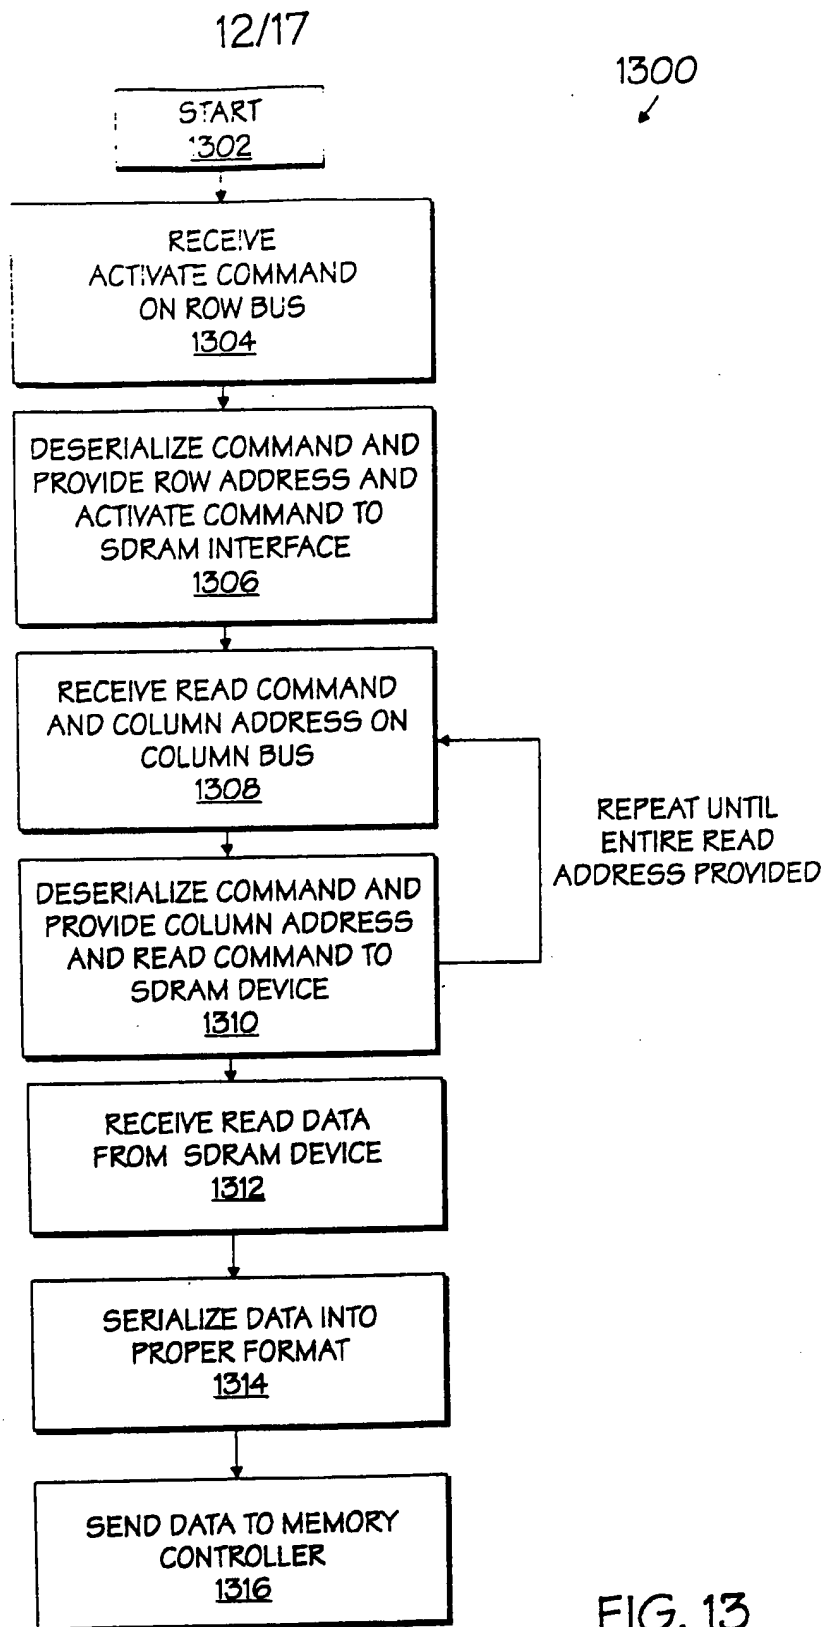 12/17
1300
START
1302
RECEIVE
ACTIVATE COMMAND
ON ROW BUS
1304
DESERIALIZE COMMAND AND
PROVIDE ROW ADDRESS AND
ACTIVATE COMMAND TO
SDRAM INTERFACE
1306
RECEIVE READ COMMAND
AND COLUMN ADDRESS ON
COLUMN BUS
1308
REPEAT UNTIL
ENTIRE READ
ADDRESS PROVIDED
DESERIALIZE COMMAND AND
PROVIDE COLUMN ADDRESS
AND READ COMMAND TO
SDRAM DEVICE
1310
RECEIVE READ DATA
FROM SDRAM DEVICE
1312
SERIALIZE DATA INTO
PROPER FORMAT
1314
SEND DATA TO MEMORY
CONTROLLER
1316
FIG. 13